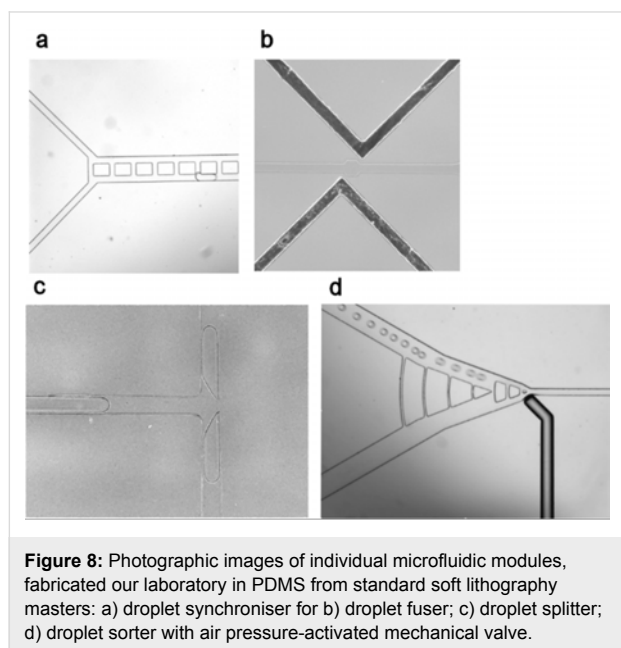 a
b
c
d
Figure 8: Photographic images of individual microfluidic modules,
fabricated our laboratory in PDMS from standard soft lithography
masters: a) droplet synchroniser for b) droplet fuser; c) droplet splitter;
d) droplet sorter with air pressure-activated mechanical valve.